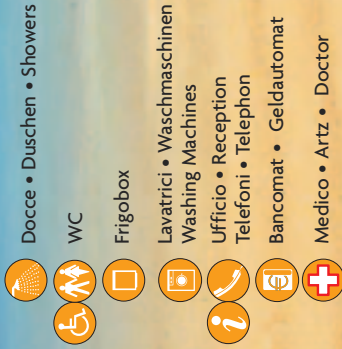 Docce • Duschen • Showers
WC
Frigobox
Lavatrici • Waschmaschinen
Washing Machines
Ufficio • Reception
Telefoni • Telephon
Bancomat • Geldautomat
Medico • Artz • Doctor